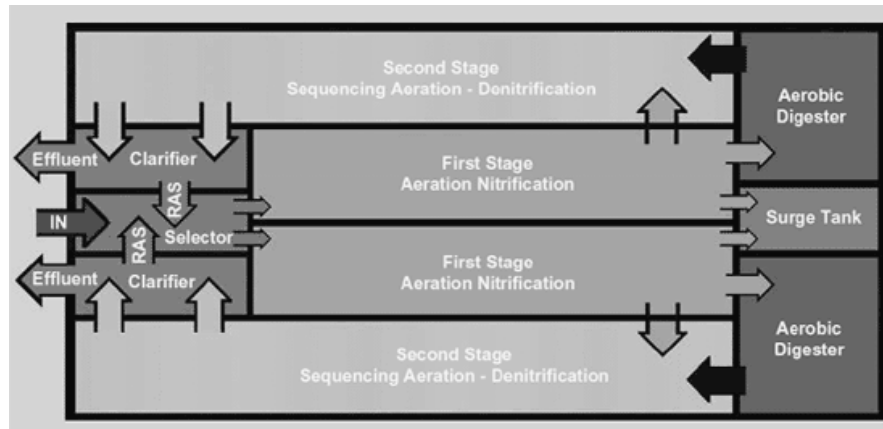 Second Stage
Sequencing Aeration - Denitrification
Aerobic
Digester
Effluent
Clarifier
First Stage
Aeration Nitrification
RAS
IN
Selector
Surge Tank
RAS
Effluent
Clarifier
First Stage
Aeration Nitrification
Aerobic
Digester
Second Stage
Sequencing Aeration - Denitrification